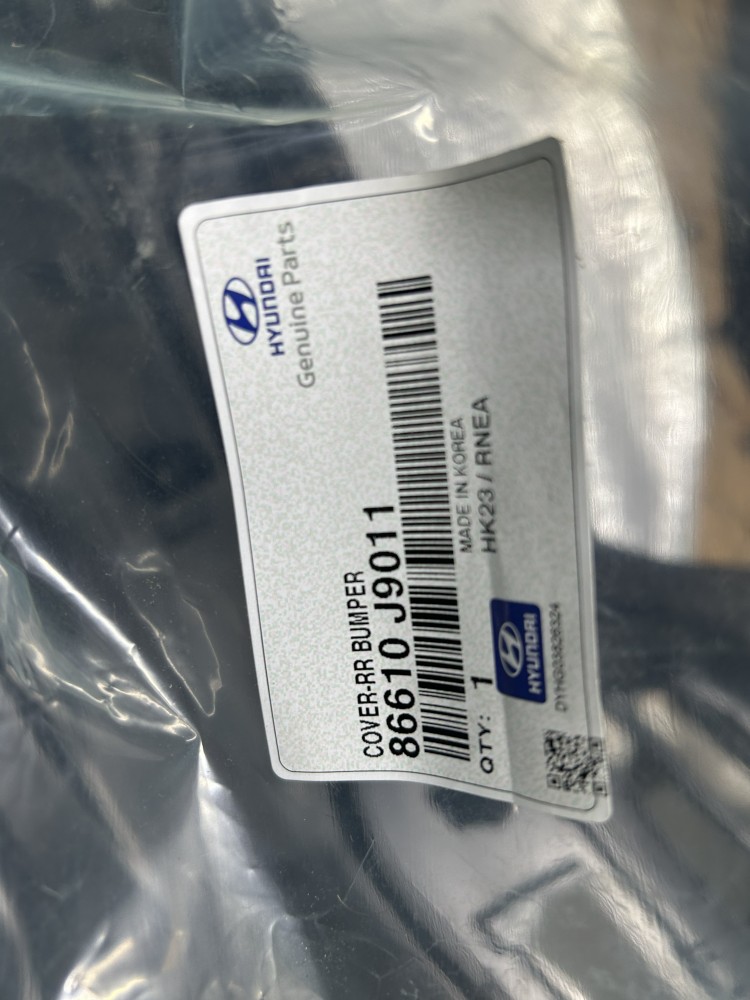 HYUNDAI
Genuine Parts
COVER-RR BUMPER
86610 J9011
MADE IN KOREA
QTY: 1
HK23 / RNEA
HYUNDAI